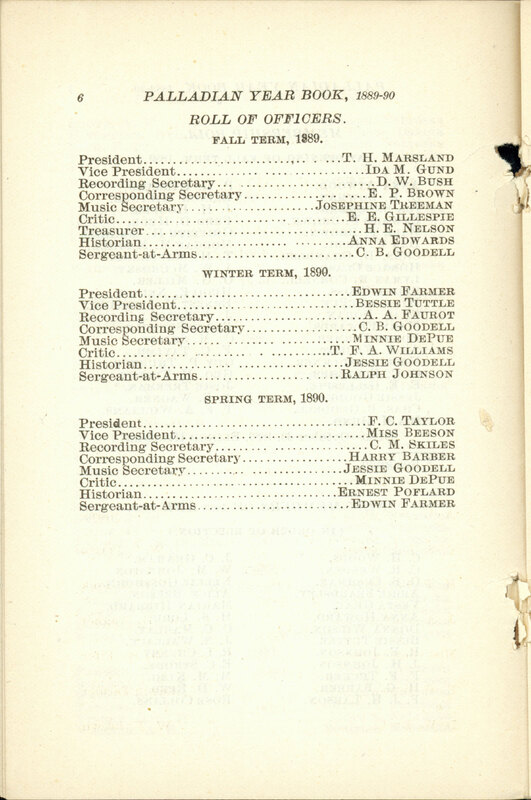 6 PALLADIAN YEAR BOOK, 1889-90
ROLL OF OFFICERS.
FALL TERM, 1889.
President.......................... . ...T. H. MARSLAND
Vice President..............................IDA M. GUND
Recording Secretary... ..................D. W. BUSH
Corresponding Secretary............ .....E. P. BROWN
Music Secretary.....................JOSEPHINE TREEMAN
Critic...................................E. E. GILLESPIE
Treasurer..................................H. E. NELSON
Historian....................... ........ANNA EDWARDS
Sergeant-at-Arms.........................C. B. GOODELL
WINTER TERM, 1890.
President..................................EDWIN FARMER
Vice President............................BESSIE TUTTLE
Recording Secretary......................A. A. FAUROT
Corresponding Secretary.................C. B. GOODELL
Music Secretary........... .............MINNIE DEPUE
Critic.................. . . ........T. F. A. WILLIAMS
Historian................................JESSIE GOODELL
Sergeant-at-Arms.................. . ...RALPH JOHNSON
SPRING TERM, 1890.
President...................................F. C. TAYLOR
Vice President.............................MISS BEESON
Recording Secretary.......................C. M. SKILES
Corresponding Secretary................HARRY BARBER
Music Secretary..........................JESSIE GOODELL
Critic....................................MINNIE DEPUE
Historian..............................ERNEST POFLARD
Sergeant-at-Arms.................. .....EDWIN FARMER